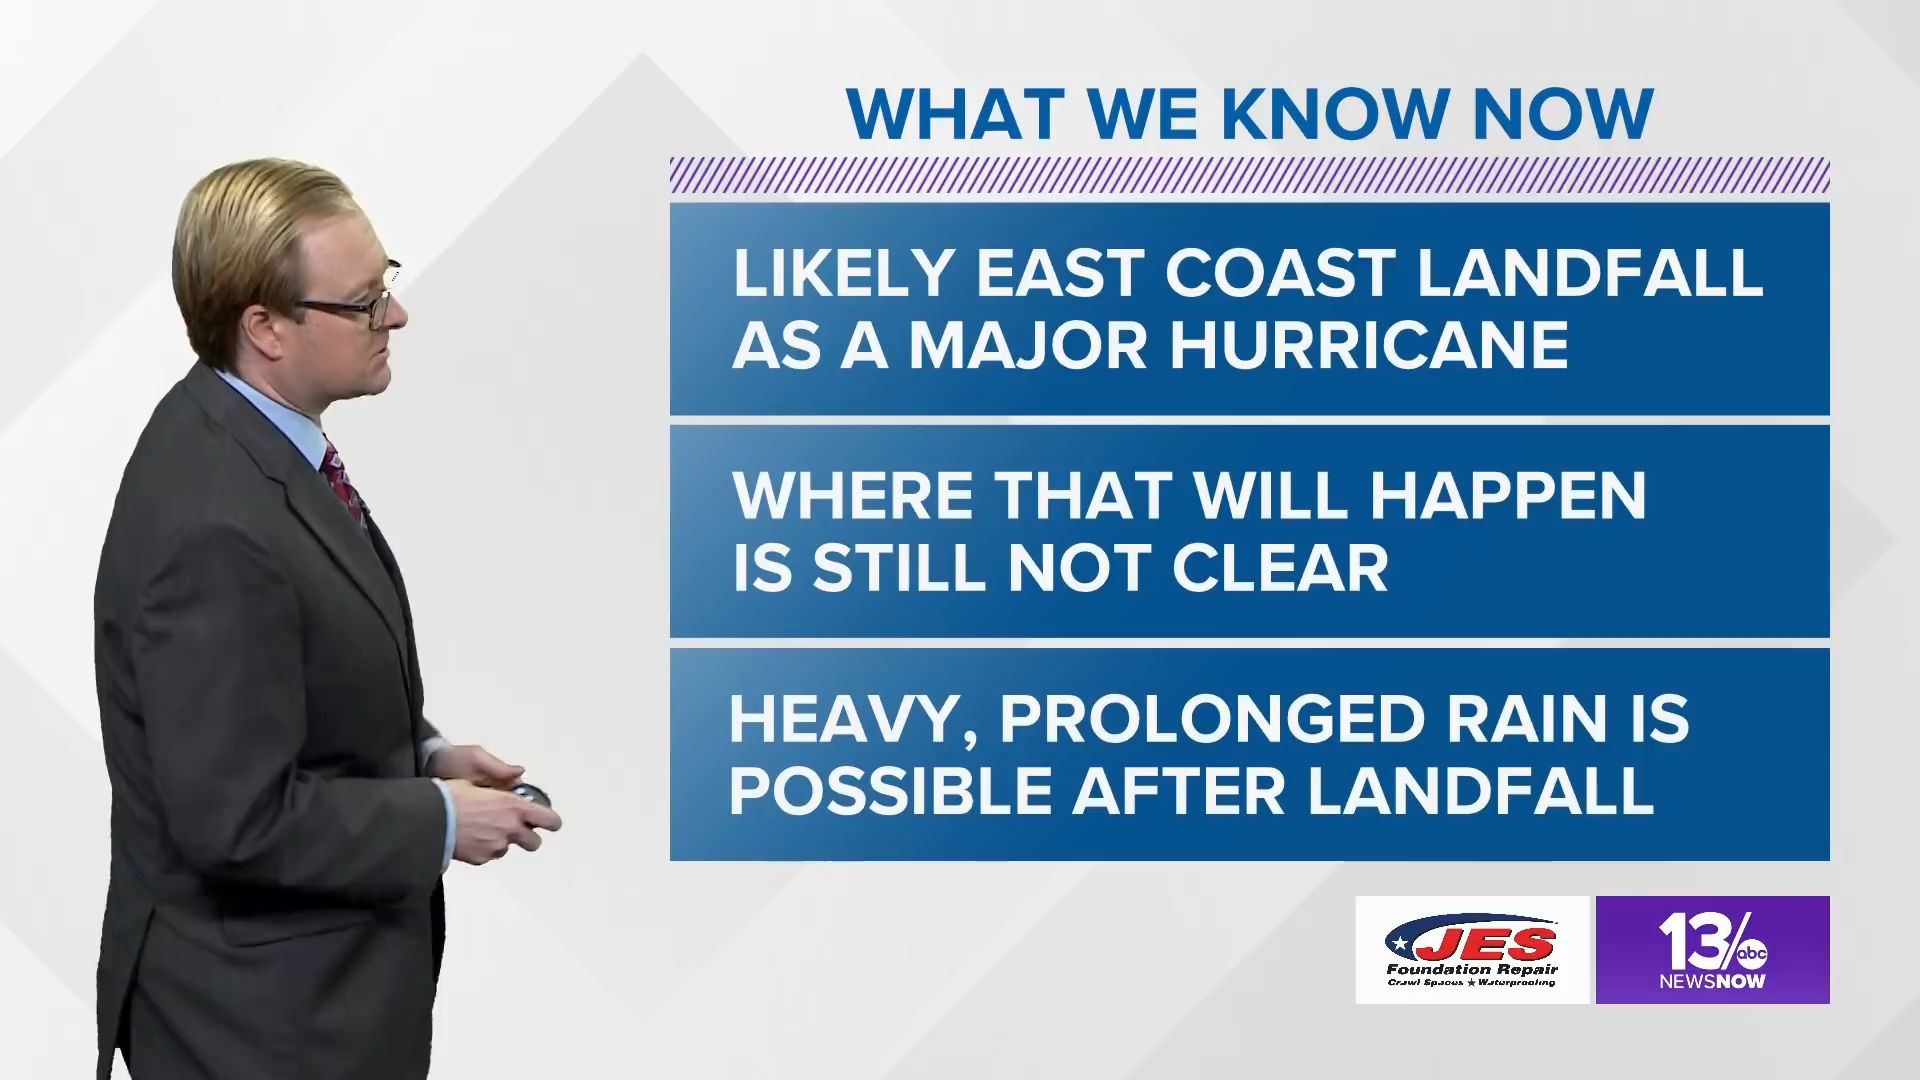 WHAT WE KNOW NOW
LIKELY EAST COAST LANDFALL
AS A MAJOR HURRICANE
WHERE THAT WILL HAPPEN
IS STILL NOT CLEAR
HEAVY, PROLONGED RAIN IS
POSSIBLE AFTER LANDFALL
JES
Foundation Repair
Crawl Spaces ★ Waterproofing
13/abc
NEWSNOW